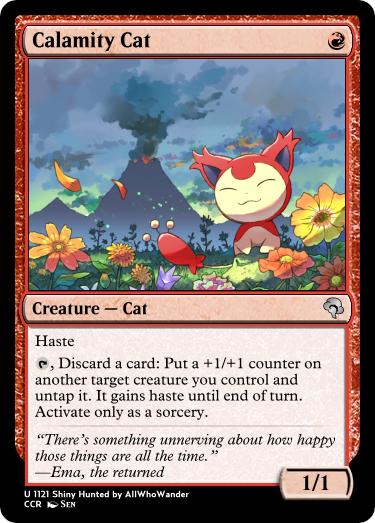 Calamity Cat
Creature — Cat
Haste
, Discard a card: Put a +1/+1 counter on
another target creature you control and
untap it. It gains haste until end of turn.
Activate only as a sorcery.
“There’s something unnerving about how happy
those things are all the time.”
—Ema, the returned
1/1
U 1121 Shiny Hunted by AllWhoWander
CCR Sen